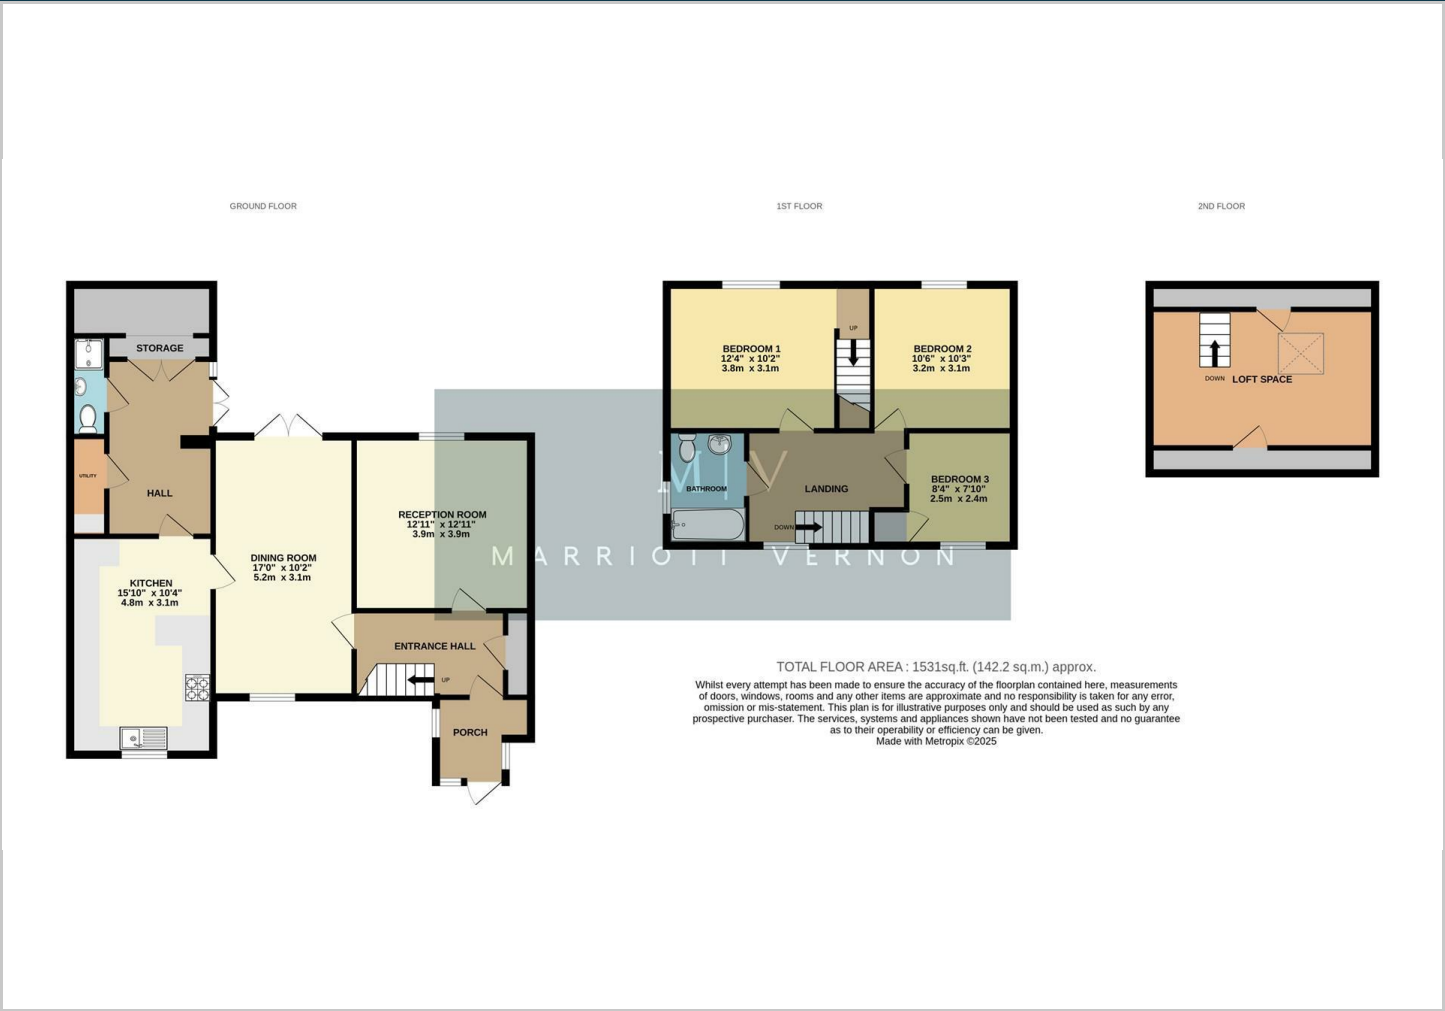 GROUND FLOOR
1ST FLOOR
2ND FLOOR
STORAGE
UTILITY
HALL
KITCHEN
15'10" x 10'4"
4.8m x 3.1m
DINING ROOM
17'0" x 10'2"
5.2m x 3.1m
RECEPTION ROOM
12'11" x 12'11"
3.9m x 3.9m
ENTRANCE HALL
UP
PORCH
BEDROOM 1
12'4" x 10'2"
3.8m x 3.1m
UP
BEDROOM 2
10'6" x 10'3"
3.2m x 3.1m
BATHROOM
LANDING
DOWN
BEDROOM 3
8'4" x 7'10"
2.5m x 2.4m
DOWN
LOFT SPACE
M|V
MARRIOTT VERNON
TOTAL FLOOR AREA : 1531sq.ft. (142.2 sq.m.) approx.
Whilst every attempt has been made to ensure the accuracy of the floorplan contained here, measurements
of doors, windows, rooms and any other items are approximate and no responsibility is taken for any error,
omission or mis-statement. This plan is for illustrative purposes only and should be used as such by any
prospective purchaser. The services, systems and appliances shown have not been tested and no guarantee
as to their operability or efficiency can be given.
Made with Metropix ©2025